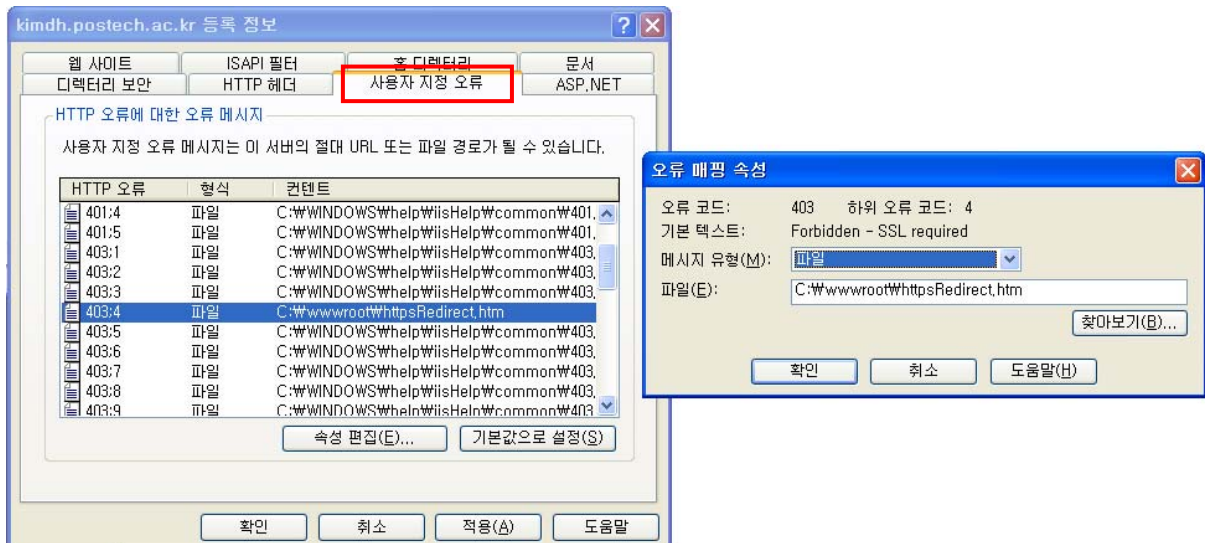 kimdh.postech.ac.kr 등록 정보
웹 사이트 ISAPI 필터 홈 디렉터리 문서
디렉터리 보안 HTTP 헤더 사용자 지정 오류 ASP.NET
HTTP 오류에 대한 오류 메시지
사용자 지정 오류 메시지는 이 서버의 절대 URL 또는 파일 경로가 될 수 있습니다.
HTTP 오류 형식 컨텐트
401;4 파일 C:₩WINDOWS₩help₩iisHelp₩common₩401,
401;5 파일 C:₩WINDOWS₩help₩iisHelp₩common₩401,
403;1 파일 C:₩WINDOWS₩help₩iisHelp₩common₩403,
403;2 파일 C:₩WINDOWS₩help₩iisHelp₩common₩403,
403;3 파일 C:₩WINDOWS₩help₩iisHelp₩common₩403,
403;4 파일 C:₩wwwroot₩httpsRedirect.htm
403;5 파일 C:₩WINDOWS₩help₩iisHelp₩common₩403,
403;6 파일 C:₩WINDOWS₩help₩iisHelp₩common₩403,
403;7 파일 C:₩WINDOWS₩help₩iisHelp₩common₩403,
403;8 파일 C:₩WINDOWS₩help₩iisHelp₩common₩403,
403;9 파일 C:₩WINDOWS₩help₩iisHelp₩common₩403
속성 편집(E)... 기본값으로 설정(S)
확인 취소 적용(A) 도움말
오류 매핑 속성
오류 코드: 403 하위 오류 코드: 4
기본 텍스트: Forbidden - SSL required
메시지 유형(M): 파일
파일(E): C:₩wwwroot₩httpsRedirect.htm
찾아보기(B)...
확인 취소 도움말(H)